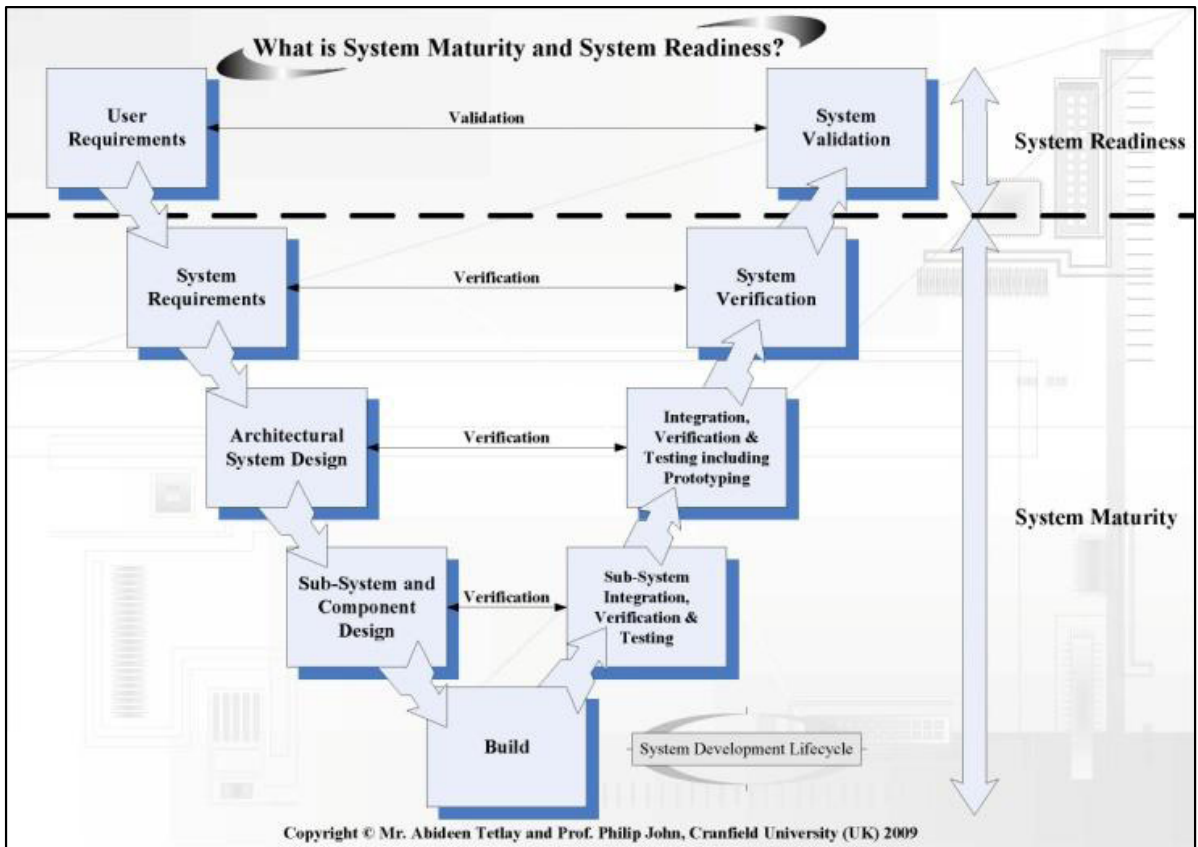 What is System Maturity and System Readiness?
User
Requirements
Validation
System
Validation
System Readiness
System
Requirements
Verification
System
Verification
Architectural
System Design
Verification
Integration,
Verification &
Testing including
Prototyping
System Maturity
Sub-System and
Component
Design
Verification
Sub-System
Integration,
Verification &
Testing
Build
System Development Lifecycle
Copyright © Mr. Abideen Tetlay and Prof. Philip John, Cranfield University (UK) 2009